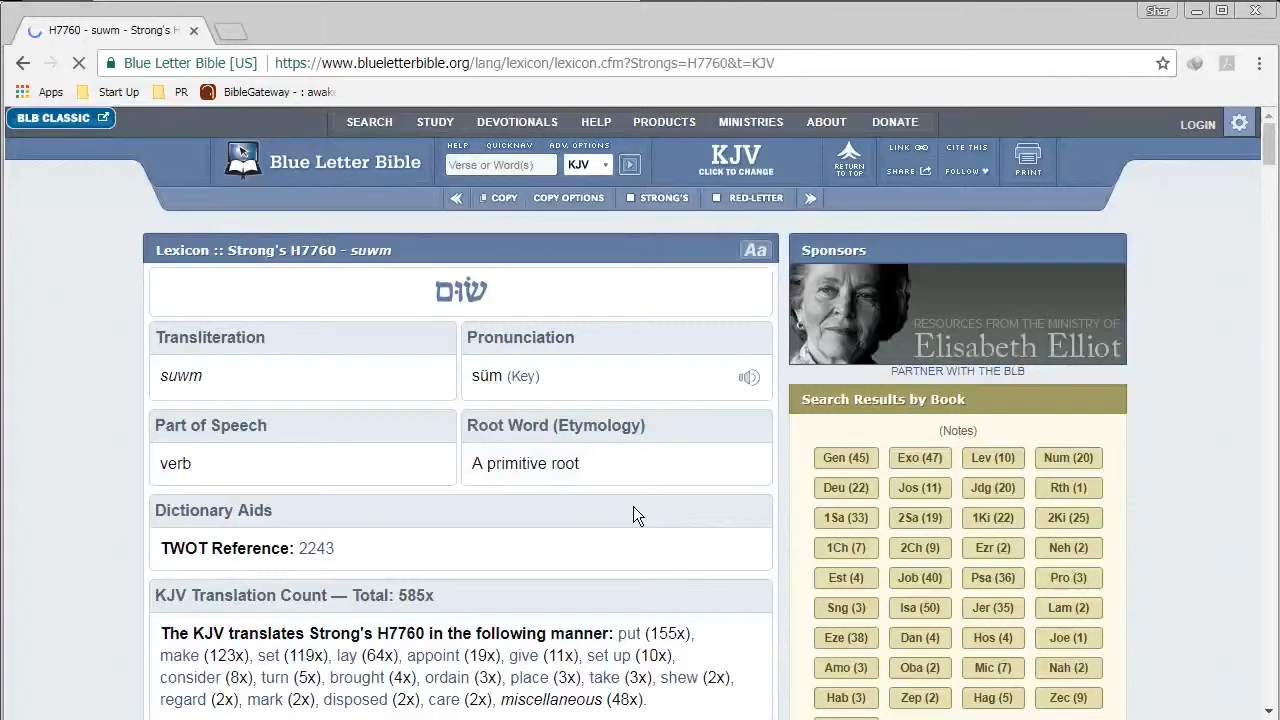 Shar
H7760 - suwm - Strong's H
Blue Letter Bible [US]
https://www.blueletterbible.org/lang/lexicon/lexicon.cfm?Strongs=H7760&t=KJV
Apps
Start Up
PR
BibleGateway - : awake
BLB CLASSIC
SEARCH STUDY DEVOTIONALS HELP PRODUCTS MINISTRIES ABOUT DONATE
LOGIN
Blue Letter Bible
HELP QUICKNAV ADV. OPTIONS
Verse or Word(s)
KJV
KJV
CLICK TO CHANGE
RETURN
TO TOP
LINK
CITE THIS
SHARE
FOLLOW
PRINT
COPY COPY OPTIONS STRONG'S RED-LETTER
Lexicon :: Strong's H7760 - suwm
Aa
שׂוּם
Transliteration
suwm
Pronunciation
süm (Key)
Part of Speech
verb
Root Word (Etymology)
A primitive root
Dictionary Aids
TWOT Reference: 2243
KJV Translation Count — Total: 585x
The KJV translates Strong's H7760 in the following manner: put (155x),
make (123x), set (119x), lay (64x), appoint (19x), give (11x), set up (10x),
consider (8x), turn (5x), brought (4x), ordain (3x), place (3x), take (3x), shew (2x),
regard (2x), mark (2x), disposed (2x), care (2x), miscellaneous (48x).
Sponsors
RESOURCES FROM THE MINISTRY OF
Elisabeth Elliot
PARTNER WITH THE BLB
Search Results by Book
(Notes)
Gen (45) Exo (47) Lev (10) Num (20)
Deu (22) Jos (11) Jdg (20) Rth (1)
1Sa (33) 2Sa (19) 1Ki (22) 2Ki (25)
1Ch (7) 2Ch (9) Ezr (2) Neh (2)
Est (4) Job (40) Psa (36) Pro (3)
Sng (3) Isa (50) Jer (35) Lam (2)
Eze (38) Dan (4) Hos (4) Joe (1)
Amo (3) Oba (2) Mic (7) Nah (2)
Hab (3) Zep (2) Hag (5) Zec (9)